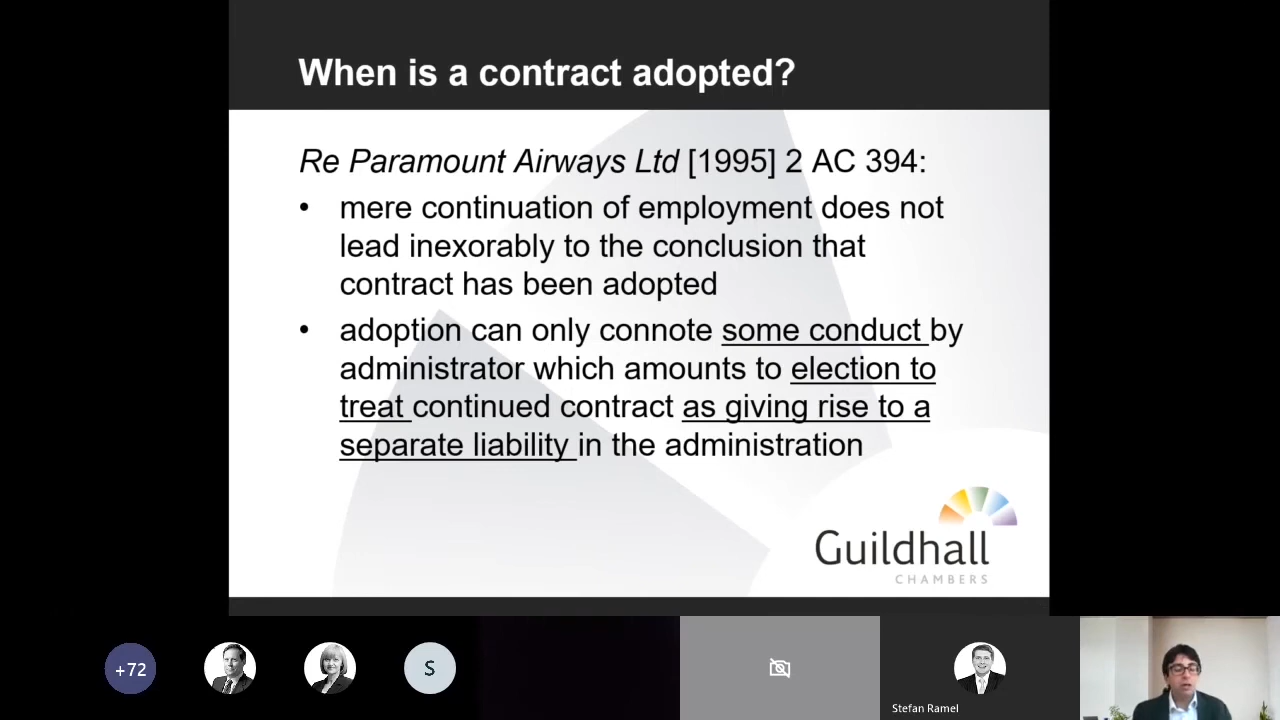 When is a contract adopted?
Re Paramount Airways Ltd [1995] 2 AC 394:
• mere continuation of employment does not
lead inexorably to the conclusion that
contract has been adopted
• adoption can only connote some conduct by
administrator which amounts to election to
treat continued contract as giving rise to a
separate liability in the administration
Guildhall
CHAMBERS
+72
S
Stefan Ramel